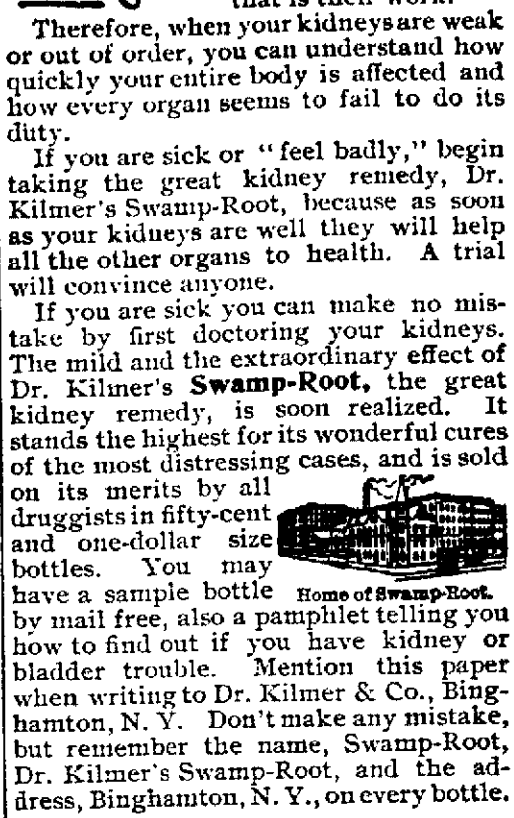 that is their work.
Therefore, when your kidneys are weak
or out of order, you can understand how
quickly your entire body is affected and
how every organ seems to fail to do its
duty.
If you are sick or "feel badly," begin
taking the great kidney remedy, Dr.
Kilmer's Swamp-Root, because as soon
as your kidneys are well they will help
all the other organs to health. A trial
will convince anyone.
If you are sick you can make no mis-
take by first doctoring your kidneys.
The mild and the extraordinary effect of
Dr. Kilmer's Swamp-Root, the great
kidney remedy, is soon realized. It
stands the highest for its wonderful cures
of the most distressing cases, and is sold
on its merits by all
druggists in fifty-cent
and one-dollar size
bottles. You may
have a sample bottle
Home of Swamp-Root.
by mail free, also a pamphlet telling you
how to find out if you have kidney or
bladder trouble. Mention this paper
when writing to Dr. Kilmer & Co., Bing-
hamton, N. Y. Don't make any mistake,
but remember the name, Swamp-Root,
Dr. Kilmer's Swamp-Root, and the ad-
dress, Binghamton, N. Y., on every bottle.